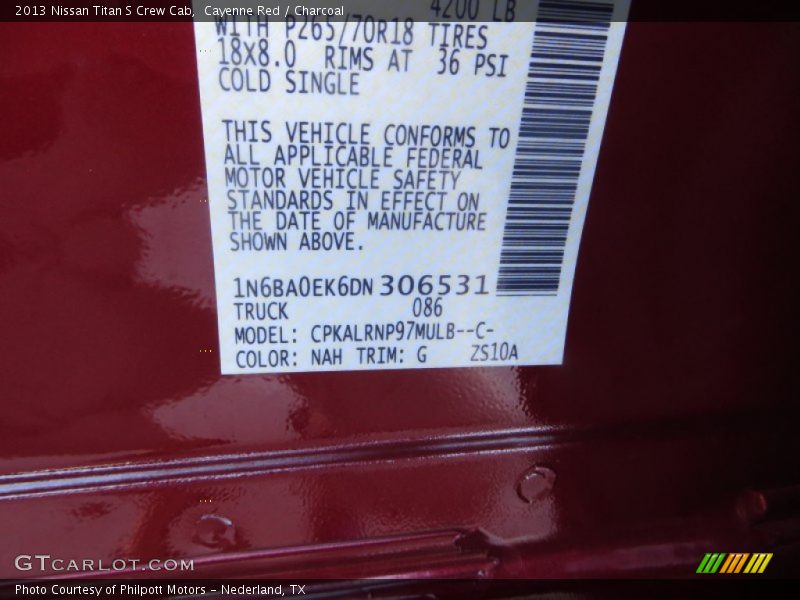 2013 Nissan Titan S Crew Cab, Cayenne Red / Charcoal
4200 LB
WITH P265/70R18 TIRES
18X8.0 RIMS AT 36 PSI
COLD SINGLE
THIS VEHICLE CONFORMS TO
ALL APPLICABLE FEDERAL
MOTOR VEHICLE SAFETY
STANDARDS IN EFFECT ON
THE DATE OF MANUFACTURE
SHOWN ABOVE.
1N6BA0EK6DN306531
TRUCK 086
MODEL: CPKALRNP97MULB--C-
COLOR: NAH TRIM: G ZS10A
GTCARLOT.COM
Photo Courtesy of Philpott Motors - Nederland, TX